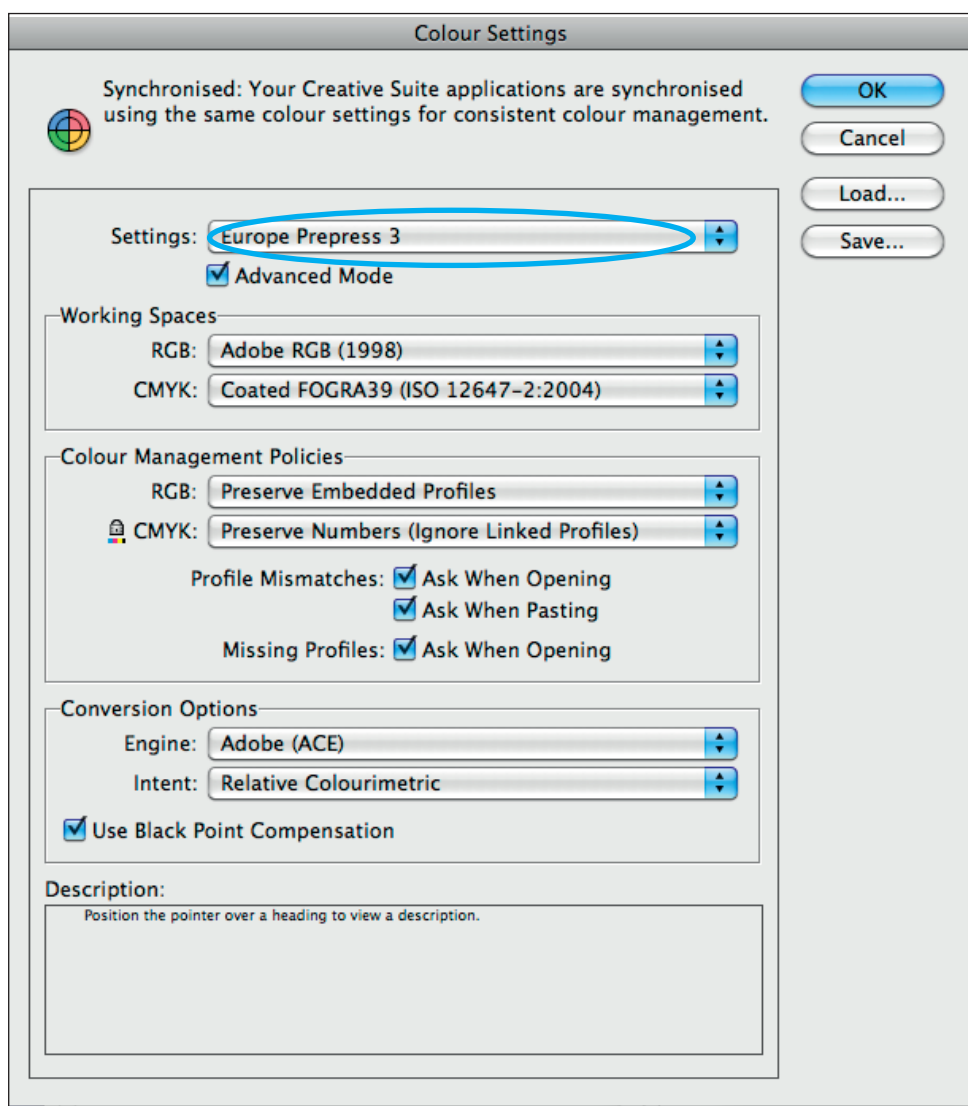 Colour Settings
Synchronised: Your Creative Suite applications are synchronised
using the same colour settings for consistent colour management.
OK
Cancel
Load...
Save...
Settings: Europe Prepress 3
Advanced Mode
Working Spaces
RGB: Adobe RGB (1998)
CMYK: Coated FOGRA39 (ISO 12647-2:2004)
Colour Management Policies
RGB: Preserve Embedded Profiles
CMYK: Preserve Numbers (Ignore Linked Profiles)
Profile Mismatches: Ask When Opening
Ask When Pasting
Missing Profiles: Ask When Opening
Conversion Options
Engine: Adobe (ACE)
Intent: Relative Colourimetric
Use Black Point Compensation
Description:
Position the pointer over a heading to view a description.